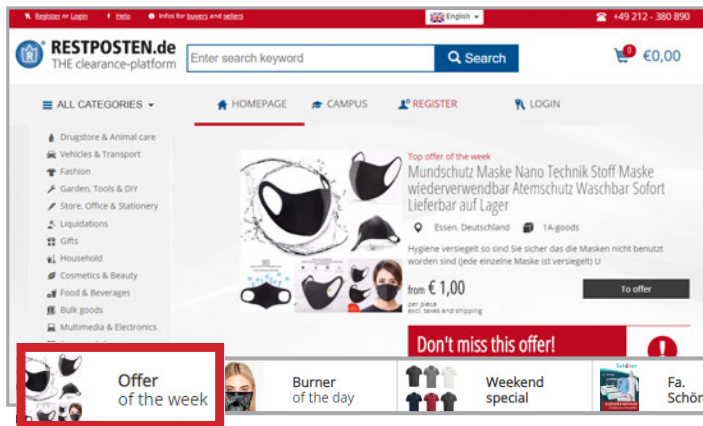 Register or Login
Help
Infos for buyers and sellers
English
+49 212 - 380 890
RESTPOSTEN.de
THE clearance-platform
Enter search keyword
Search
0
€0,00
ALL CATEGORIES
HOMEPAGE
CAMPUS
REGISTER
LOGIN
Drugstore & Animal care
Vehicles & Transport
Fashion
Garden, Tools & DIY
Store, Office & Stationery
Liquidations
Gifts
Household
Cosmetics & Beauty
Food & Beverages
Bulk goods
Multimedia & Electronics
Top offer of the week
Mundschutz Maske Nano Technik Stoff Maske
wiederverwendbar Atemschutz Waschbar Sofort
Lieferbar auf Lager
Essen, Deutschland
1A-goods
Hygiene versiegelt so sind Sie sicher das die Masken nicht benutzt
worden sind (jede einzelne Maske ist versiegelt) U
from € 1,00
per piece
excl. taxes and shipping
To offer
Don't miss this offer!
Offer
of the week
Burner
of the day
Weekend
special
Fa.
Schör